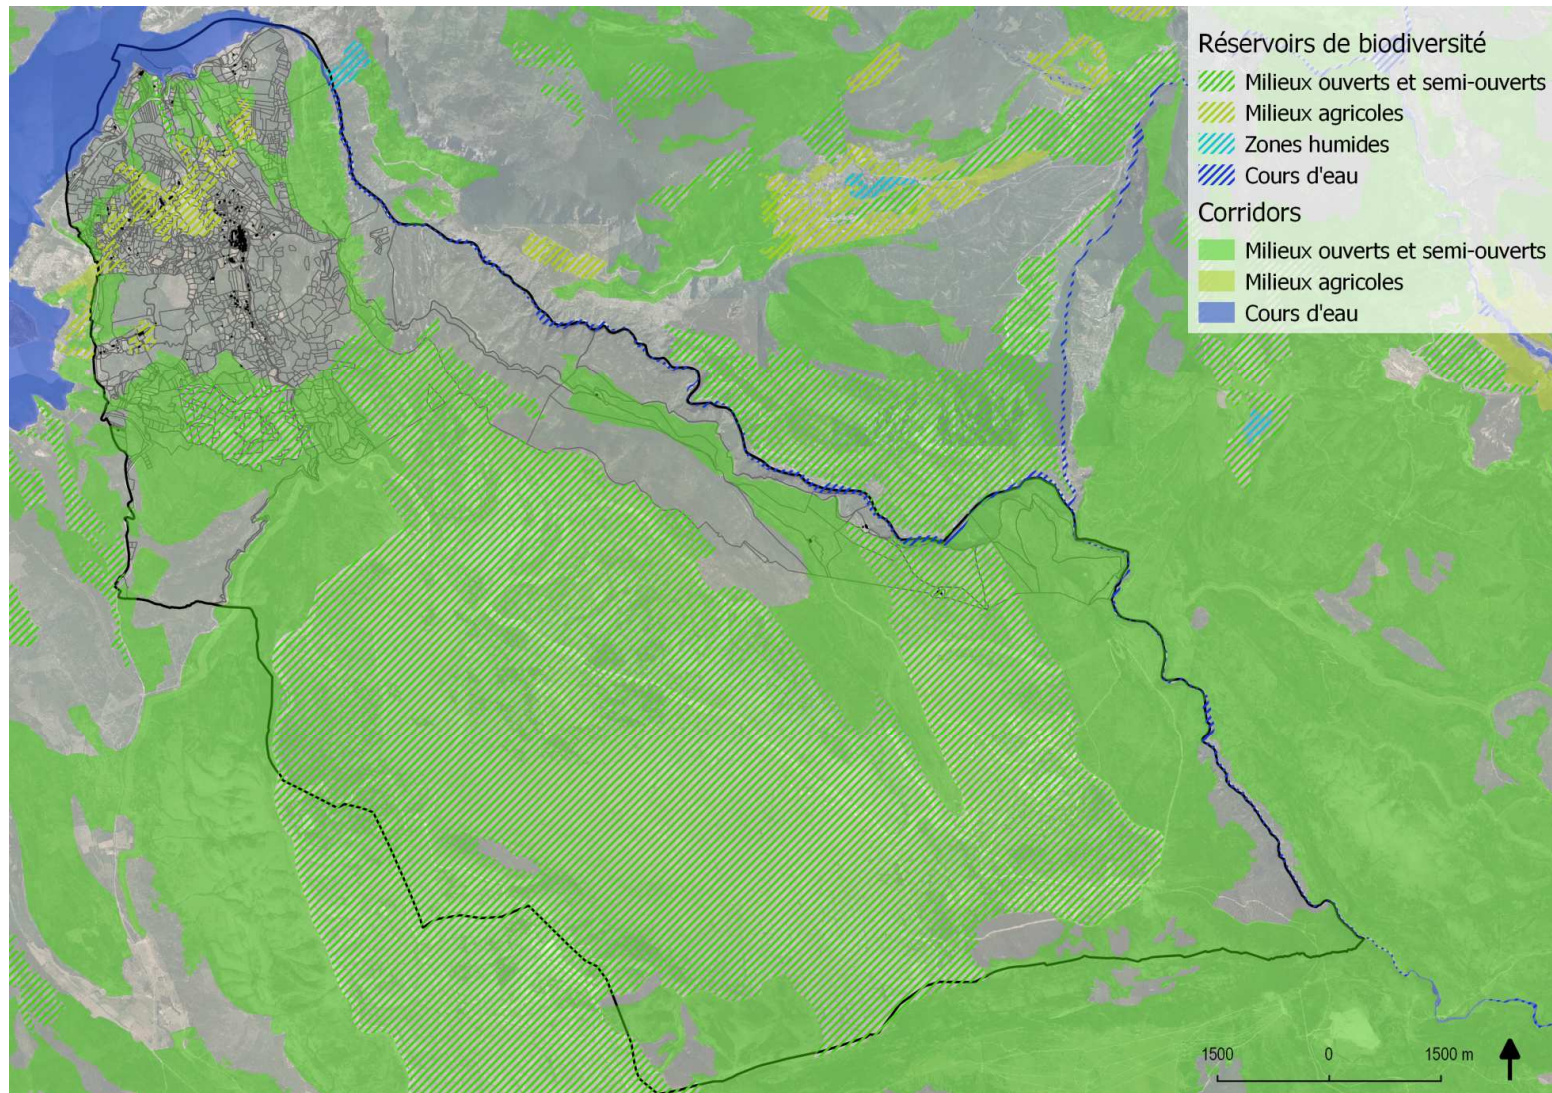 Réservoirs de biodiversité
Milieux ouverts et semi-ouverts
Milieux agricoles
Zones humides
Cours d'eau
Corridors
Milieux ouverts et semi-ouverts
Milieux agricoles
Cours d'eau
1500 0 1500 m